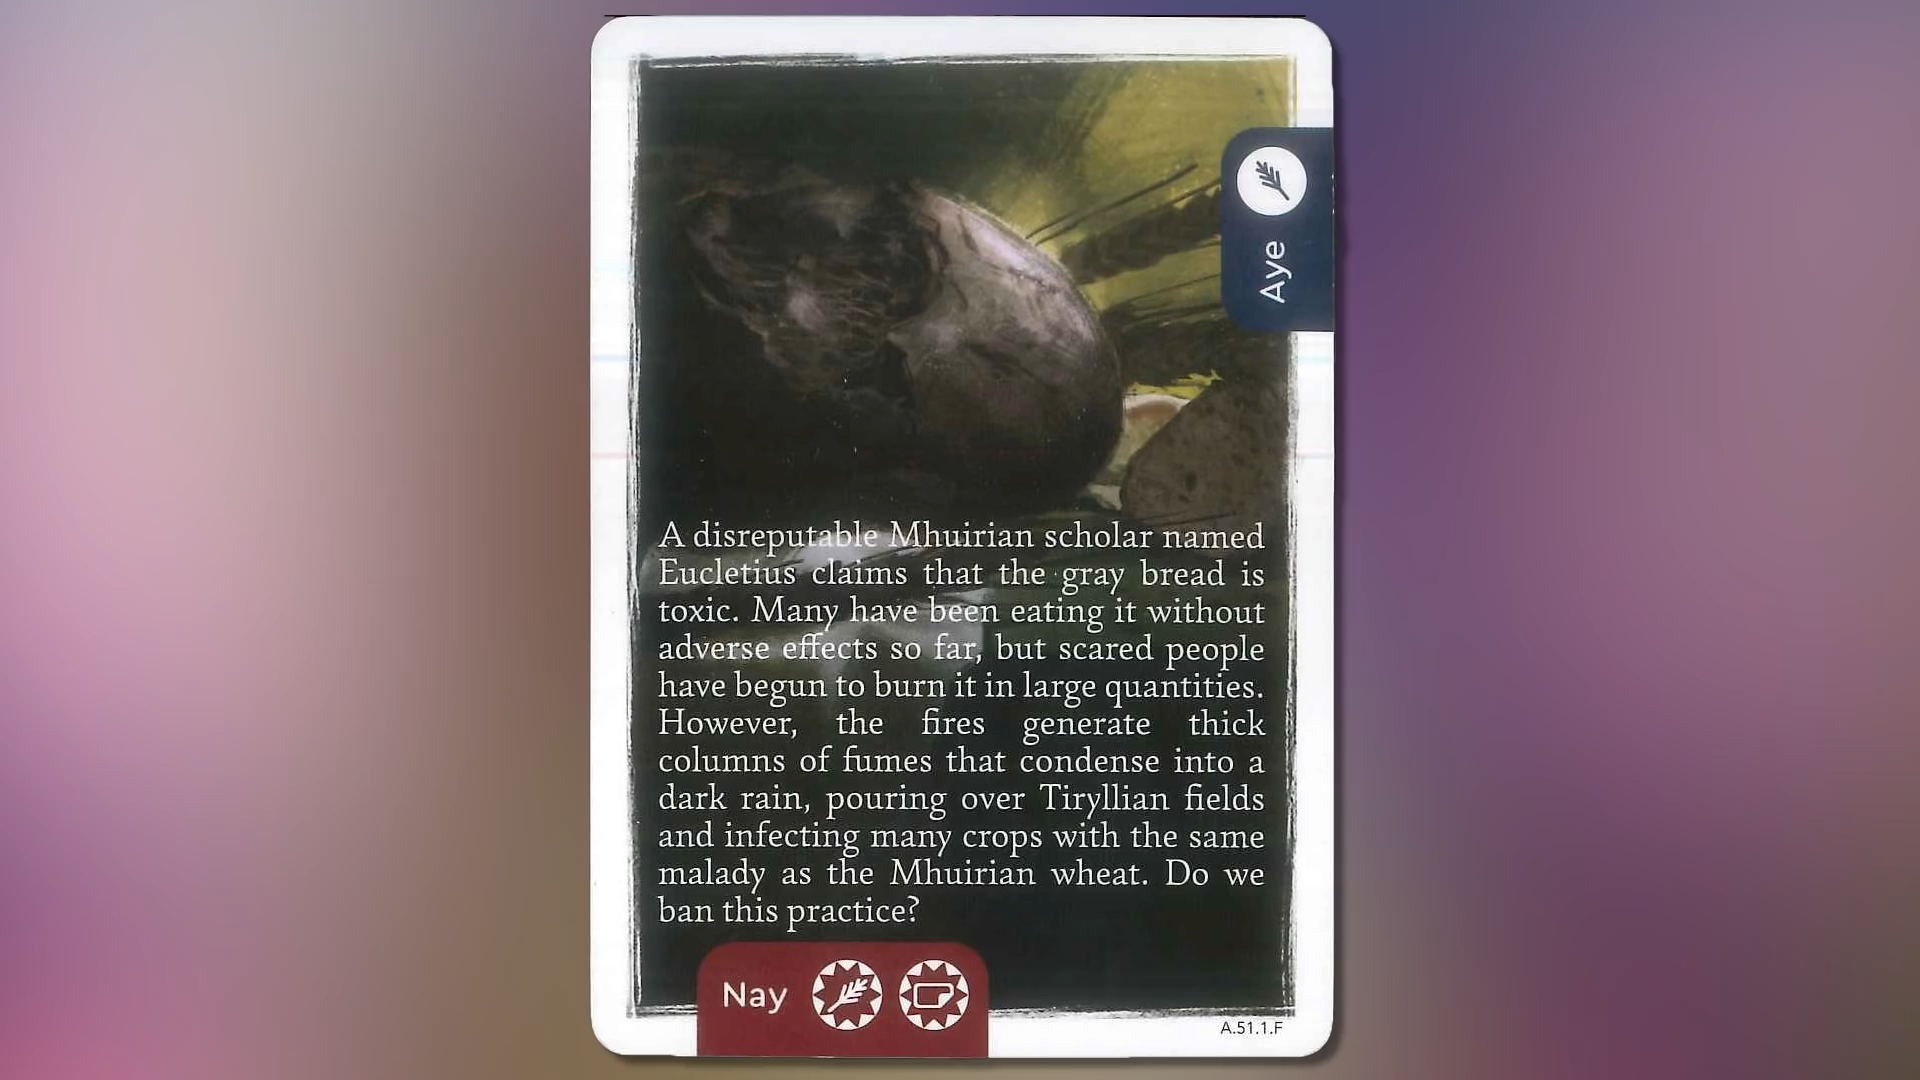 Aye
A disreputable Mhuirian scholar named
Eucletius claims that the gray bread is
toxic. Many have been eating it without
adverse effects so far, but scared people
have begun to burn it in large quantities.
However, the fires generate thick
columns of fumes that condense into a
dark rain, pouring over Tiryllian fields
and infecting many crops with the same
malady as the Mhuirian wheat. Do we
ban this practice?
Nay
A.51.1.F